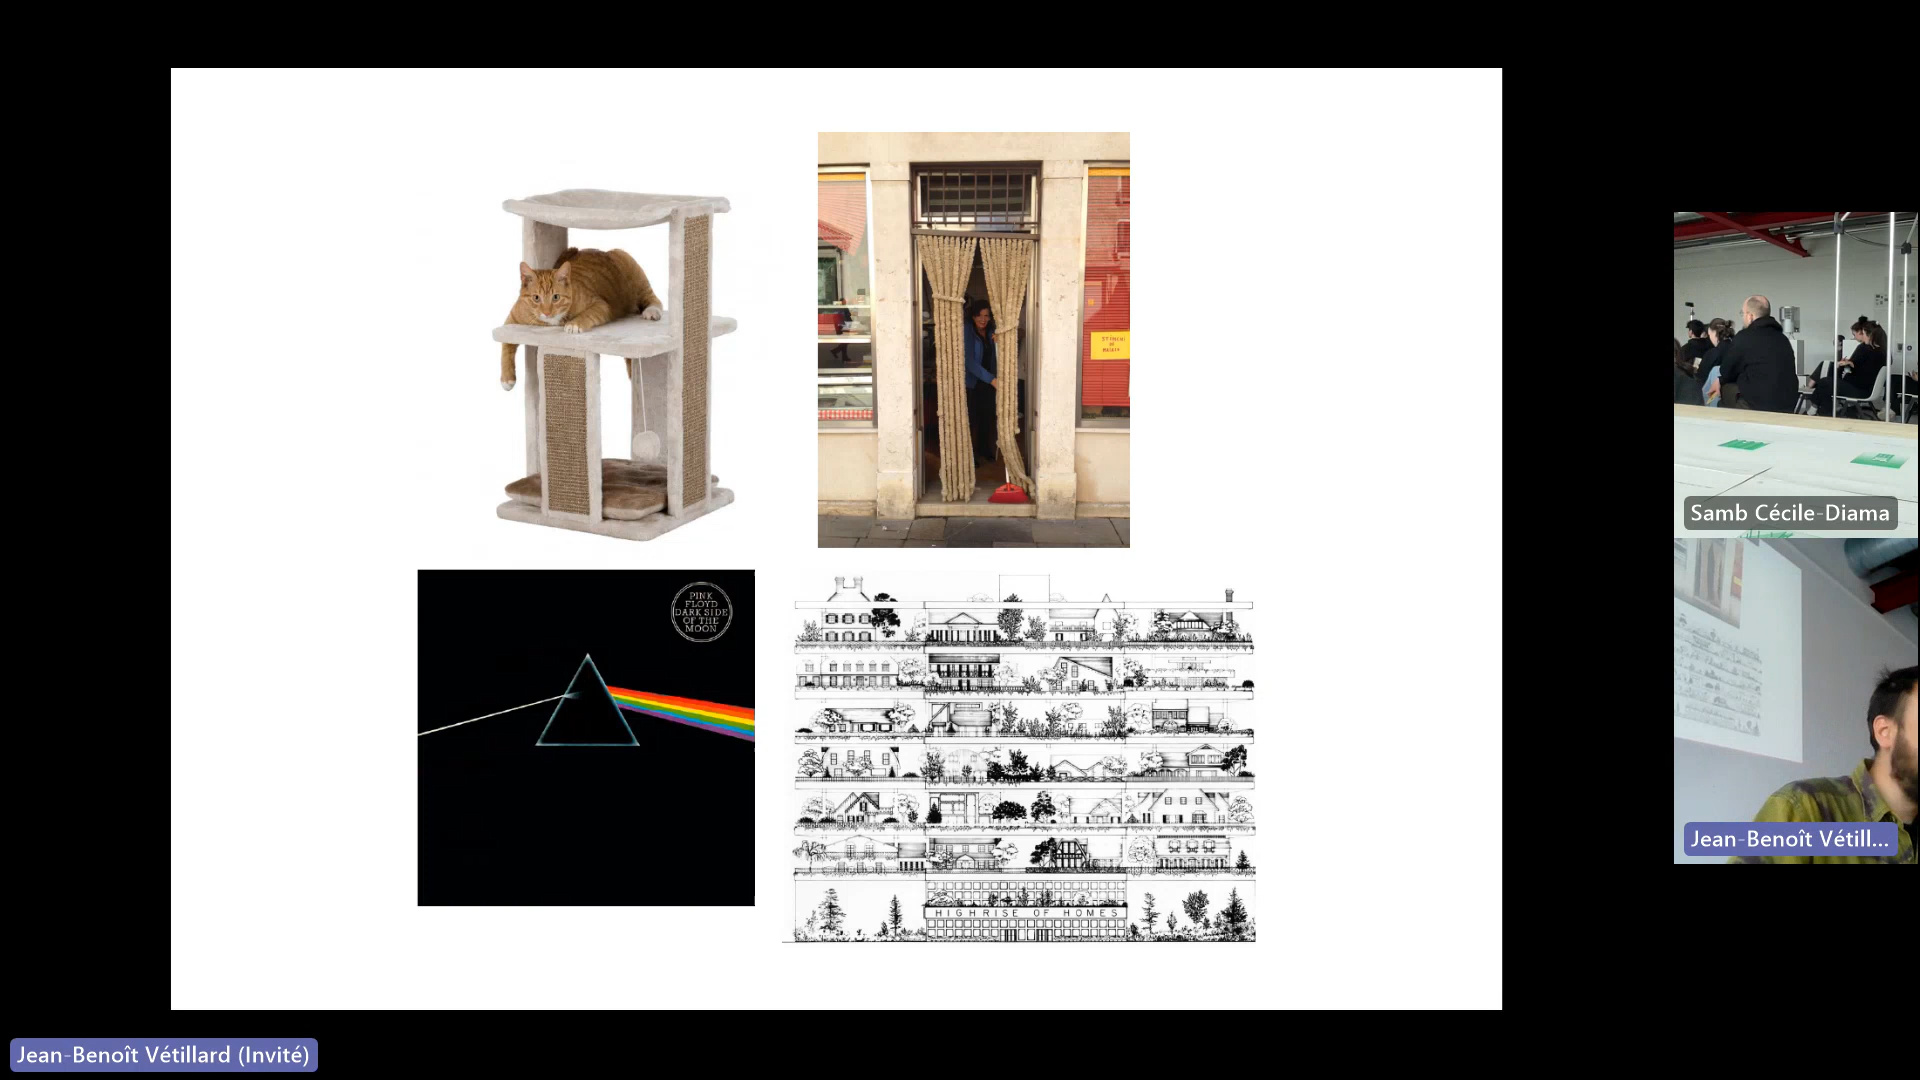 PINK
FLOYD
DARK SIDE
OF THE
MOON
HIGHRISE OF HOMES
Samb Cécile-Diama
Jean-Benoît Vétill...
Jean-Benoît Vétillard (Invité)